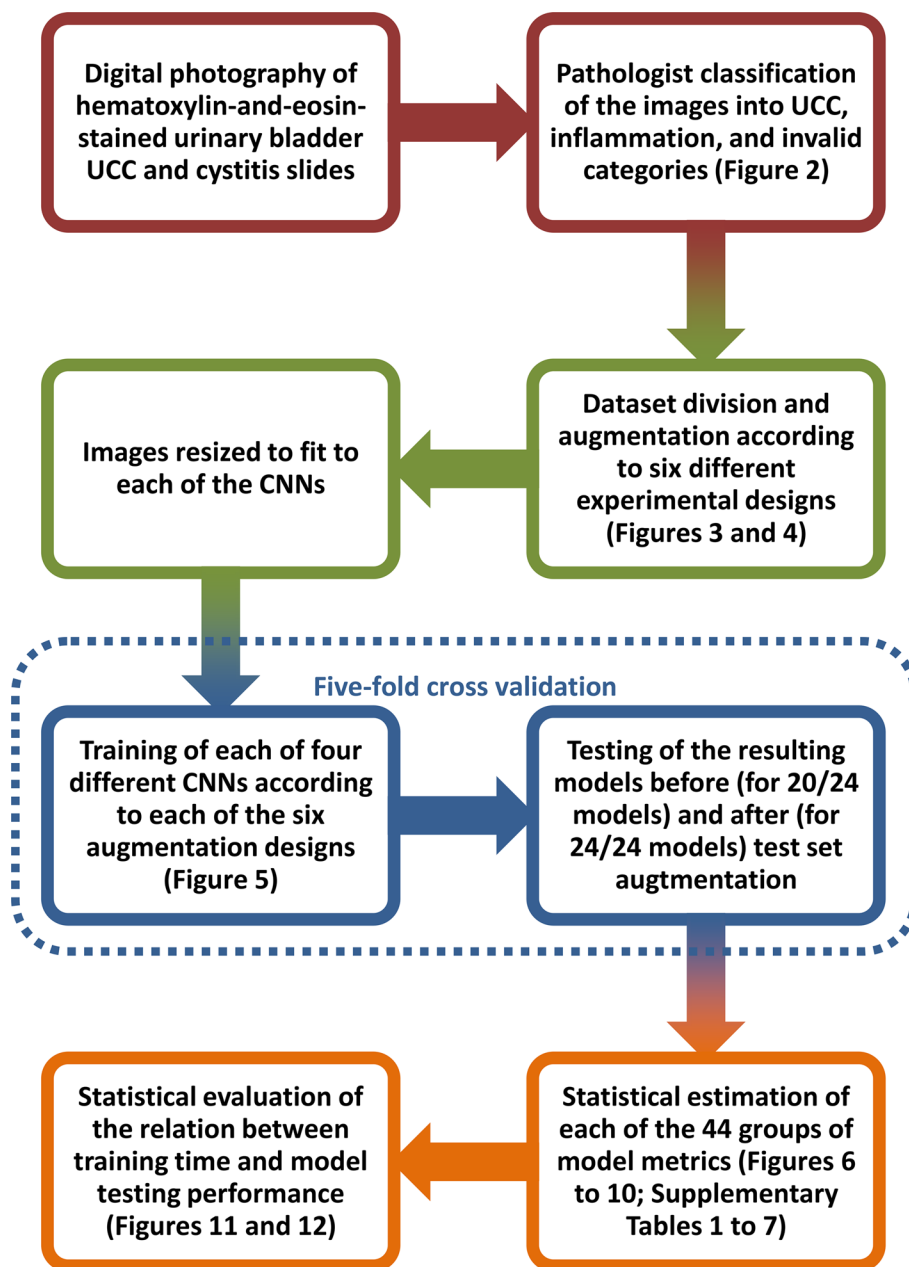 Digital photography of
hematoxylin-and-eosin-
stained urinary bladder
UCC and cystitis slides
Pathologist classification
of the images into UCC,
inflammation, and invalid
categories (Figure 2)
Dataset division and
augmentation according
to six different
experimental designs
(Figures 3 and 4)
Images resized to fit to
each of the CNNs
Five-fold cross validation
Training of each of four
different CNNs according
to each of the six
augmentation designs
(Figure 5)
Testing of the resulting
models before (for 20/24
models) and after (for
24/24 models) test set
augtmentation
Statistical estimation of
each of the 44 groups of
model metrics (Figures 6
to 10; Supplementary
Tables 1 to 7)
Statistical evaluation of
the relation between
training time and model
testing performance
(Figures 11 and 12)